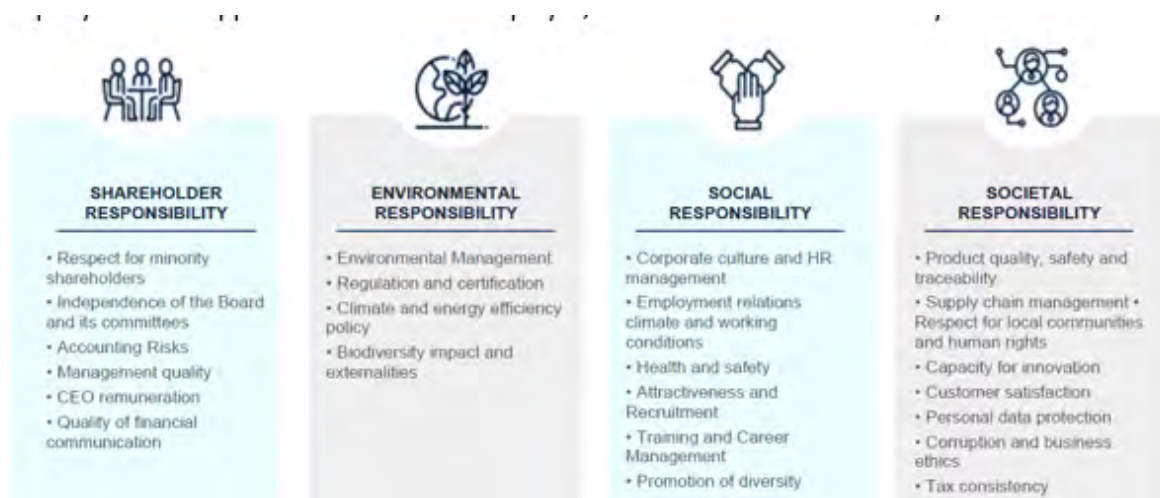 SHAREHOLDER
RESPONSIBILITY
• Respect for minority
shareholders
• Independence of the Board
and its committees
• Accounting Risks
• Management quality
• CEO remuneration
• Quality of financial
communication
ENVIRONMENTAL
RESPONSIBILITY
• Environmental Management
• Regulation and certification
• Climate and energy efficiency
policy
• Biodiversity impact and
externalities
SOCIAL
RESPONSIBILITY
• Corporate culture and HR
management
• Employment relations
climate and working
conditions
• Health and safety
• Attractiveness and
Recruitment
• Training and Career
Management
• Promotion of diversity
SOCIETAL
RESPONSIBILITY
• Product quality, safety and
traceability
• Supply chain management •
Respect for local communities
and human rights
• Capacity for innovation
• Customer satisfaction
• Personal data protection
• Corruption and business
ethics
• Tax consistency